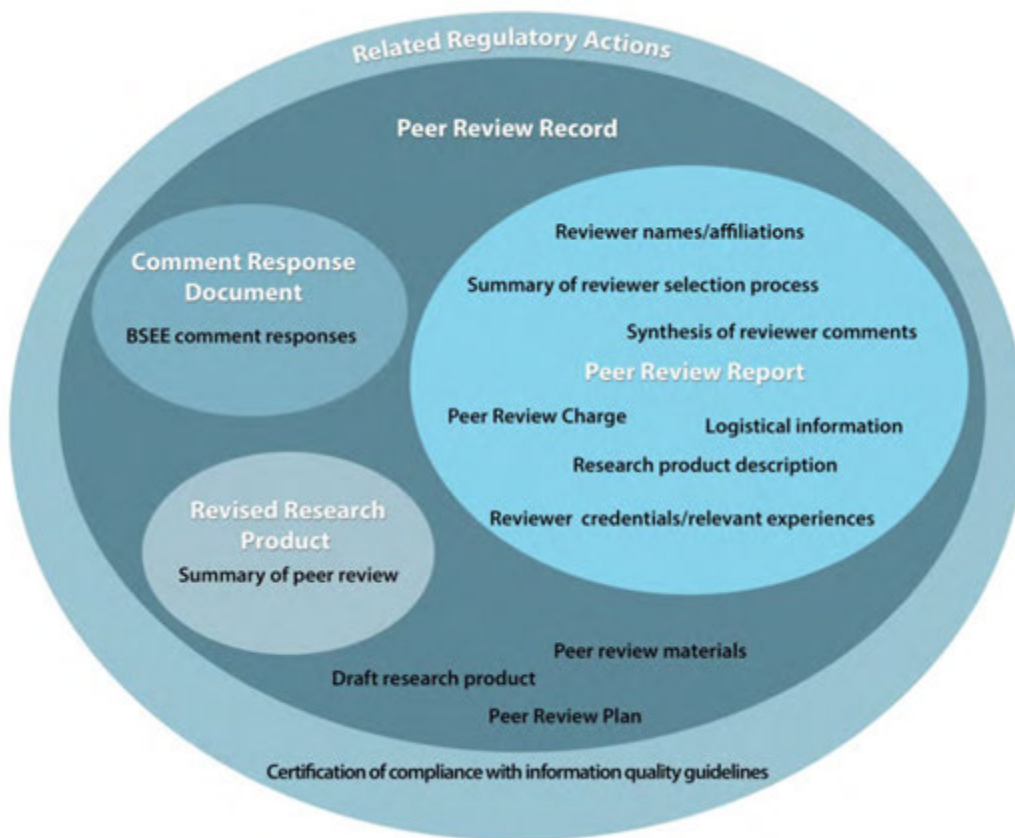 Related Regulatory Actions
Peer Review Record
Comment Response
Document
BSEE comment responses
Reviewer names/affiliations
Summary of reviewer selection process
Synthesis of reviewer comments
Peer Review Report
Peer Review Charge
Logistical information
Research product description
Reviewer credentials/relevant experiences
Revised Research
Product
Summary of peer review
Peer review materials
Draft research product
Peer Review Plan
Certification of compliance with information quality guidelines